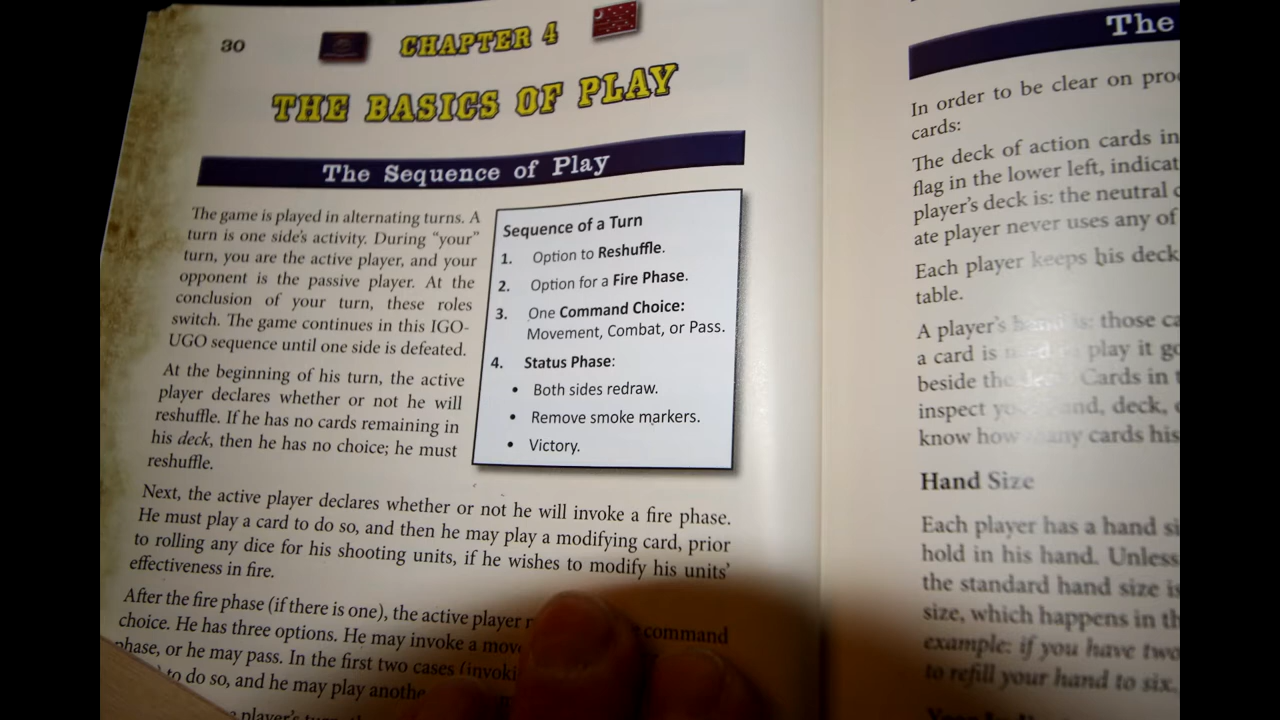 30
CHAPTER 4
THE BASICS OF PLAY
The Sequence of Play
The game is played in alternating turns. A
turn is one side's activity. During "your"
turn, you are the active player, and your
opponent is the passive player. At the
conclusion of your turn, these roles
switch. The game continues in this IGO-
UGO sequence until one side is defeated.
At the beginning of his turn, the active
player declares whether or not he will
reshuffle. If he has no cards remaining in
his deck, then he has no choice; he must
reshuffle.
Sequence of a Turn
1. Option to Reshuffle.
2. Option for a Fire Phase.
3. One Command Choice:
Movement, Combat, or Pass.
4. Status Phase:
• Both sides redraw.
• Remove smoke markers.
• Victory.
Next, the active player declares whether or not he will invoke a fire phase.
He must play a card to do so, and then he may play a modifying card, prior
to rolling any dice for his shooting units, if he wishes to modify his units'
effectiveness in fire.
After the fire phase (if there is one), the active player command
choice. He has three options. He may invoke a
phase, or he may pass. In the first two cases
to do so, and he may play
player's
The
In order to be clear on
cards:
The deck of action cards in
flag in the lower left,
player's deck is: the neutral
ate player never uses any of
Each player keeps his deck
table.
A player's is: those
a card is play it
beside the Cards in
inspect deck,
know how cards his
Hand Size
Each player has a hand
hold in his hand. Unless
the standard hand size is
size, which happens in
example: if you have two
to refill your hand to six.